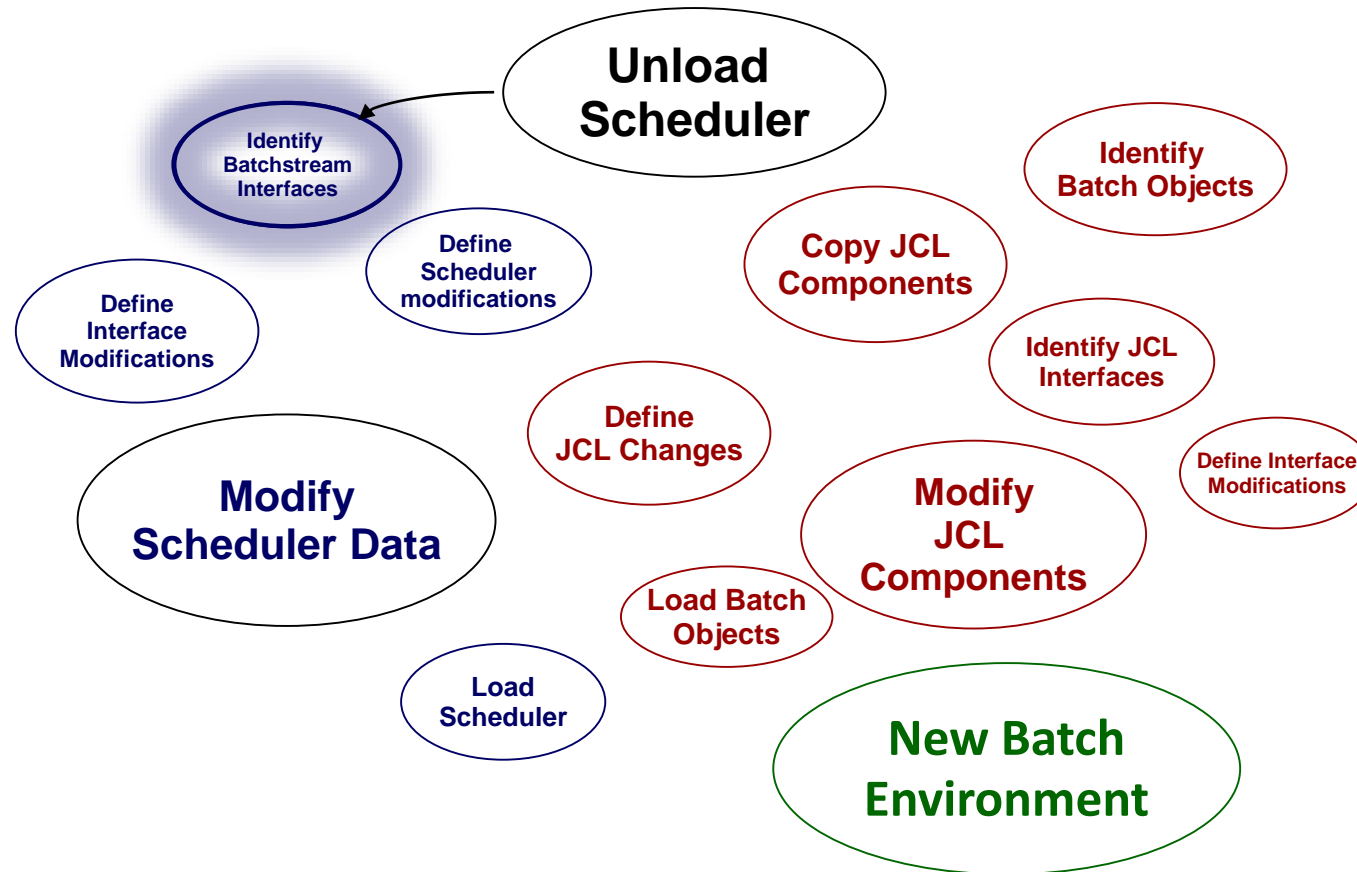 Unload
Scheduler
Identify
Batchstream
Interfaces
Identify
Batch Objects
Copy JCL
Components
Define
Scheduler
modifications
Define
Interface
Modifications
Identify JCL
Interfaces
Define
JCL Changes
Define Interface
Modifications
Modify
Scheduler Data
Modify
JCL
Components
Load Batch
Objects
Load
Scheduler
New Batch
Environment